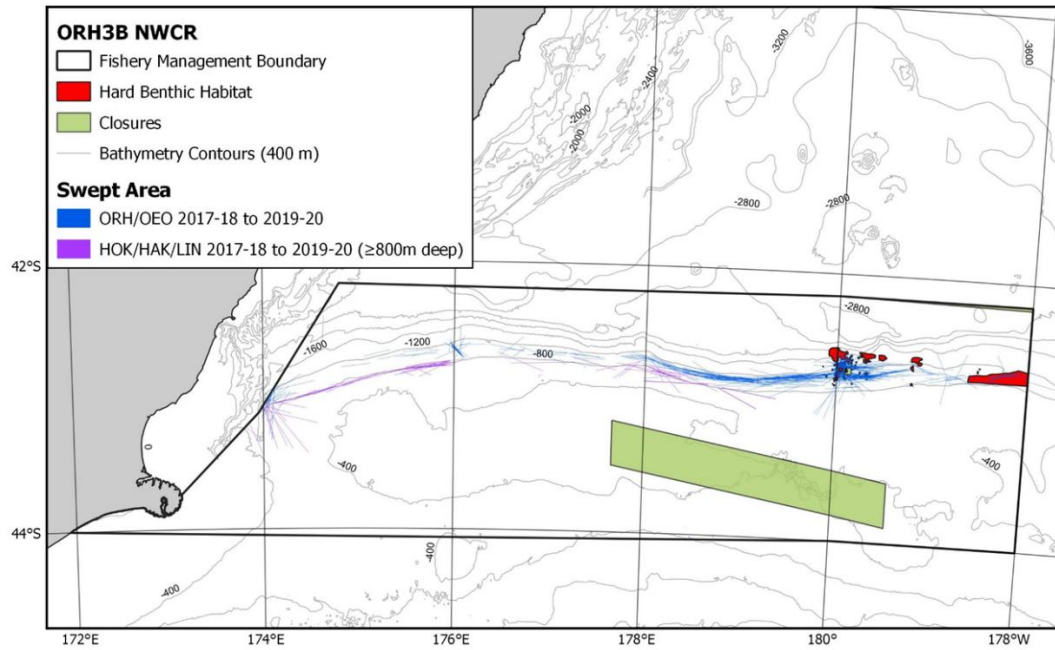 ORH3B NWCR
Fishery Management Boundary
Hard Benthic Habitat
Closures
Bathymetry Contours (400 m)
Swept Area
ORH/OEO 2017-18 to 2019-20
HOK/HAK/LIN 2017-18 to 2019-20 (≥800m deep)
-3200
-3600
-2400
-2000
-2000
-2800
-2800
42°S
-2800
-1600
-1200
-800
0
-400
-400
44°S
-400
-400
-400
172°E
174°E
176°E
178°E
180°
178°W